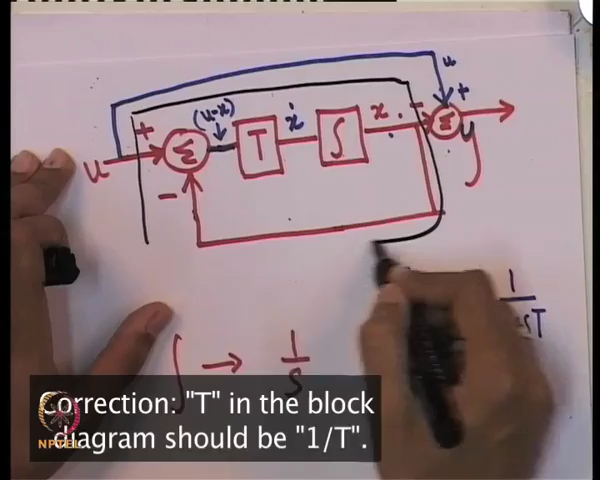 u
(u-x)
+
Σ
T
ẋ
∫
x
-
+
Σ
u
y
-
∫ → 1/s
1
sT
Correction: "T" in the block
diagram should be "1/T".
NPTEL